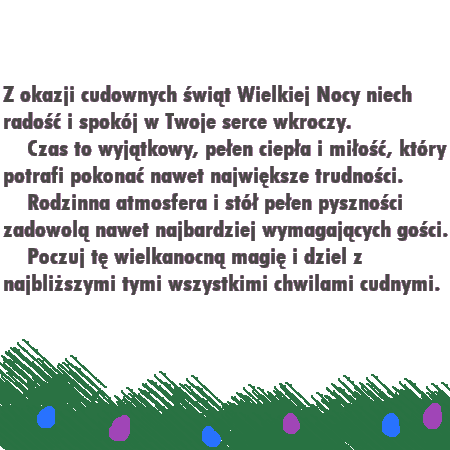 Z okazji cudownych świąt Wielkiej Nocy niech
radość i spokój w Twoje serce wkroczy.
Czas to wyjątkowy, pełen ciepła i miłość, który
potrafi pokonać nawet największe trudności.
Rodzinna atmosfera i stół pełen pyszności
zadowolą nawet najbardziej wymagających gości.
Poczuj tę wielkanocną magię i dziel z
najbliższymi tymi wszystkimi chwilami cudnymi.